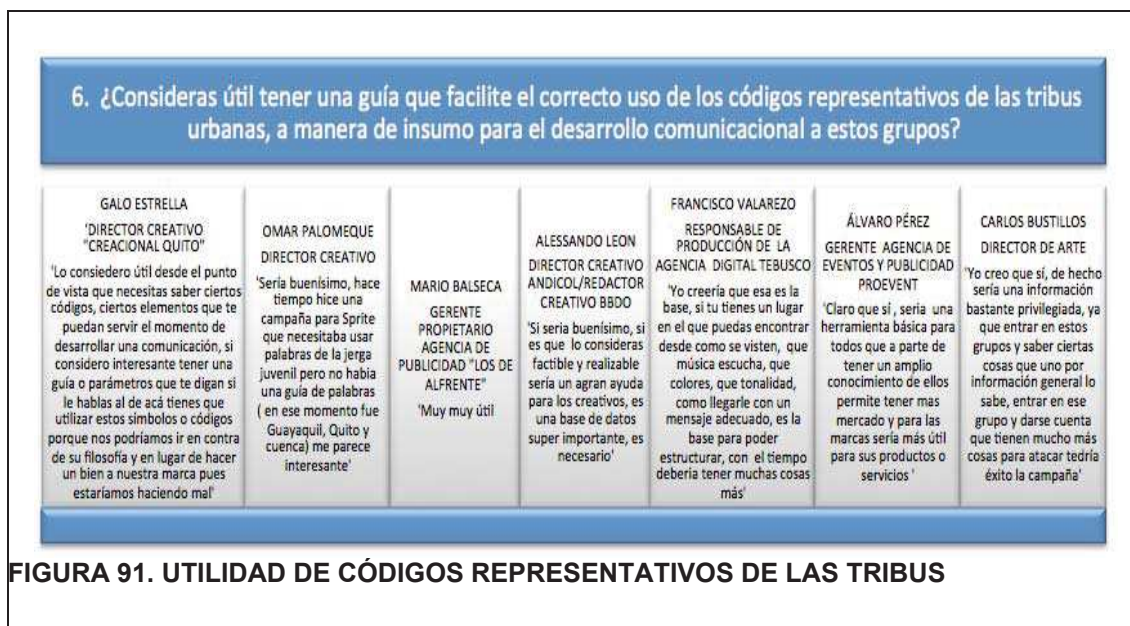 6. ¿Consideras útil tener una guía que facilite el correcto uso de los códigos representativos de las tribus
urbanas, a manera de insumo para el desarrollo comunicacional a estos grupos?
GALO ESTRELLA
'DIRECTOR CREATIVO
"CREACIONAL QUITO"
'Lo consiedero útil desde el punto
de vista que necesitas saber ciertos
códigos, ciertos elementos que te
puedan servir el momento de
desarrollar una comunicación, si
considero interesante tener una
guía o parámetros que te digan si
le hablas al de acá tienes que
utilizar estos símbolos o códigos
porque nos podríamos ir en contra
de su filosofía y en lugar de hacer
un bien a nuestra marca pues
estaríamos haciendo mal'
OMAR PALOMEQUE
DIRECTOR CREATIVO
'Sería buenísimo, hace
tiempo hice una
campaña para Sprite
que necesitaba usar
palabras de la jerga
juvenil pero no habia
una guía de palabras
( en ese momento fue
Guayaquil, Quito y
cuenca) me parece
interesante'
MARIO BALSECA
GERENTE
PROPIETARIO
AGENCIA DE
PUBLICIDAD "LOS DE
ALFRENTE"
'Muy muy útil
ALESSANDO LEON
DIRECTOR CREATIVO
ANDICOL/REDACTOR
CREATIVO BBDO
'Si seria buenísimo, si
es que lo consideras
factible y realizable
sería un agran ayuda
para los creativos, es
una base de datos
super importante, es
necesario'
FRANCISCO VALAREZO
RESPONSABLE DE
PRODUCCIÓN DE LA
AGENCIA DIGITAL TEBUSCO
'Yo creería que esa es la
base, si tu tienes un lugar
en el que puedas encontrar
desde como se visten, que
música escucha, que
colores, que tonalidad,
como llegarle con un
mensaje adecuado, es la
base para poder
estructurar, con el tiempo
deberia tener muchas cosas
más'
ÁLVARO PÉREZ
GERENTE AGENCIA DE
EVENTOS Y PUBLICIDAD
PROEVENT
'Claro que sí , seria una
herramienta básica para
todos que a parte de
tener un amplio
conocimiento de ellos
permite tener mas
mercado y para las
marcas sería más útil
para sus productos o
servicios '
CARLOS BUSTILLOS
DIRECTOR DE ARTE
'Yo creo que sí, de hecho
sería una información
bastante privilegiada, ya
que entrar en estos
grupos y saber ciertas
cosas que uno por
información general lo
sabe, entrar en ese
grupo y darse cuenta
que tienen mucho más
cosas para atacar tedría
éxito la campaña'
FIGURA 91. UTILIDAD DE CÓDIGOS REPRESENTATIVOS DE LAS TRIBUS